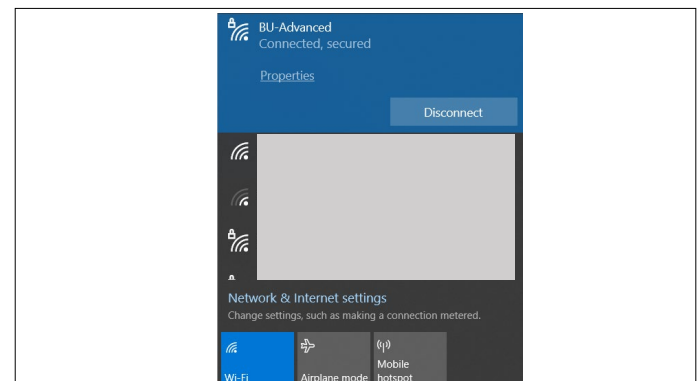 BU-Advanced
Connected, secured
Properties
Disconnect
Network & Internet settings
Change settings, such as making a connection metered.
Wi-Fi
Airplane mode
Mobile
hotspot